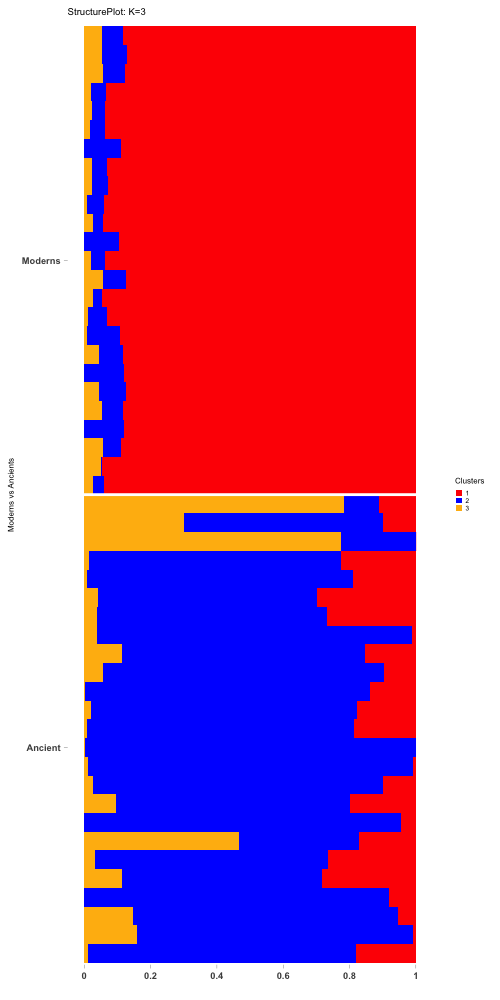 StructurePlot: K=3
Moderns
Moderns vs Ancients
Clusters
1
2
3
Ancient
0 0.2 0.4 0.6 0.8 1